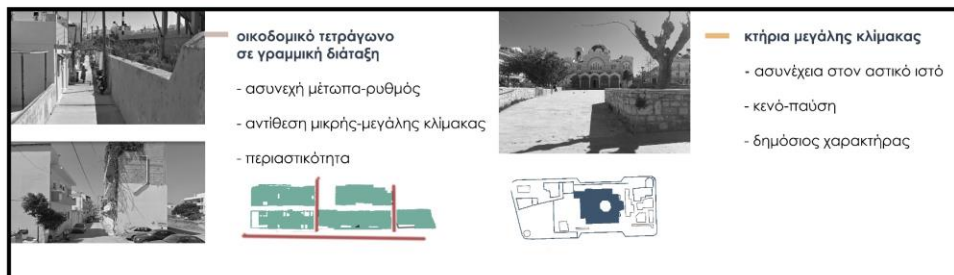 οικοδομικό τετράγωνο
σε γραμμική διάταξη
- ασυνεχή μέτωπα-ρυθμός
- αντίθεση μικρής-μεγάλης κλίμακας
- περιαστικότητα
κτήρια μεγάλης κλίμακας
- ασυνέχεια στον αστικό ιστό
- κενό-παύση
- δημόσιος χαρακτήρας